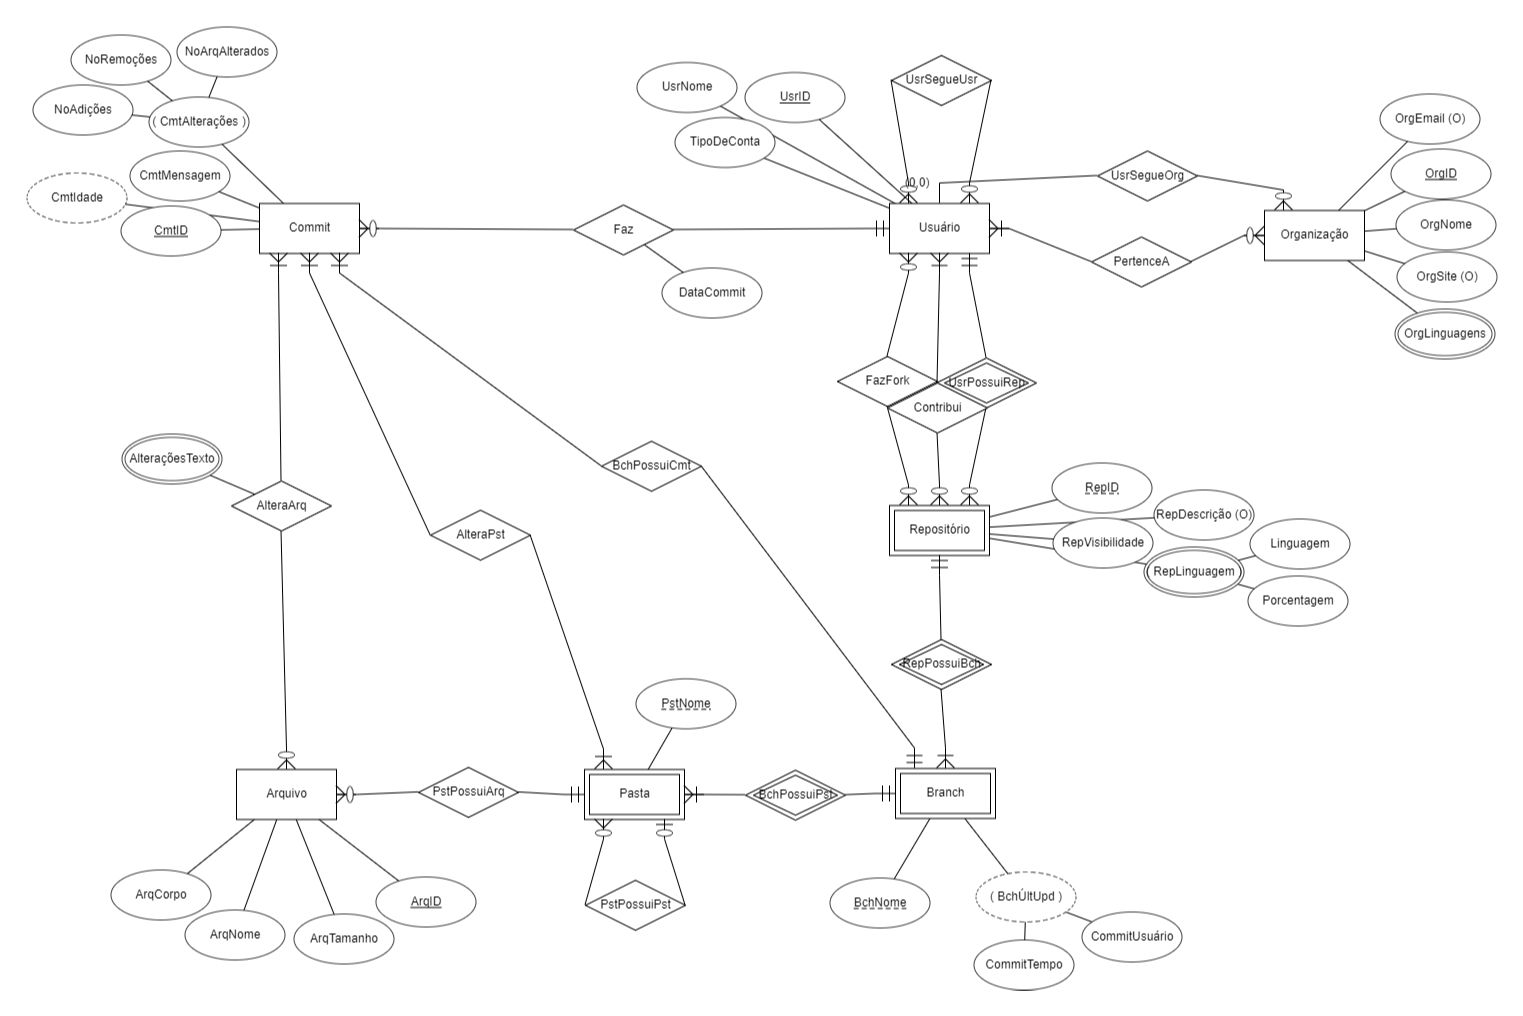 NoRemoções
NoArqAlterados
NoAdições
( CmtAlterações )
CmtMensagem
CmtIdade
CmtID
Commit
Faz
DataCommit
UsrNome
UsrID
TipoDeConta
UsrSegueUsr
(0,0)
Usuário
UsrSegueOrg
PertenceA
OrgEmail (O)
OrgID
OrgNome
Organização
OrgSite (O)
OrgLinguagens
FazFork
UsrPossuiRep
Contribui
AlteraçõesTexto
AlteraArq
AlteraPst
BchPossuiCmt
RepID
RepDescrição (O)
Repositório
RepVisibilidade
RepLinguagem
Linguagem
Porcentagem
RepPossuiBch
PstNome
Arquivo
PstPossuiArq
Pasta
BchPossuiPst
Branch
ArqCorpo
ArqNome
ArqTamanho
ArqID
PstPossuiPst
BchNome
( BchÚltUpd )
CommitUsuário
CommitTempo